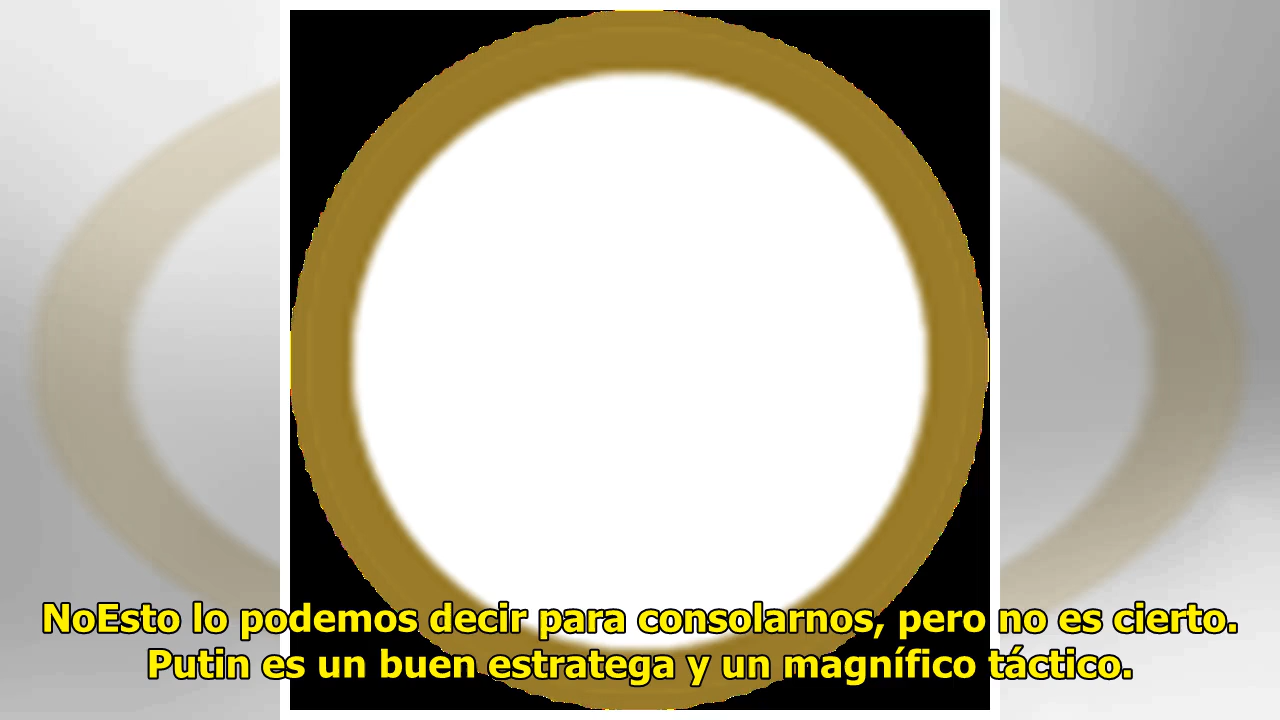 NoEsto lo podemos decir para consolarnos, pero no es cierto.
Putin es un buen estratega y un magnífico táctico.